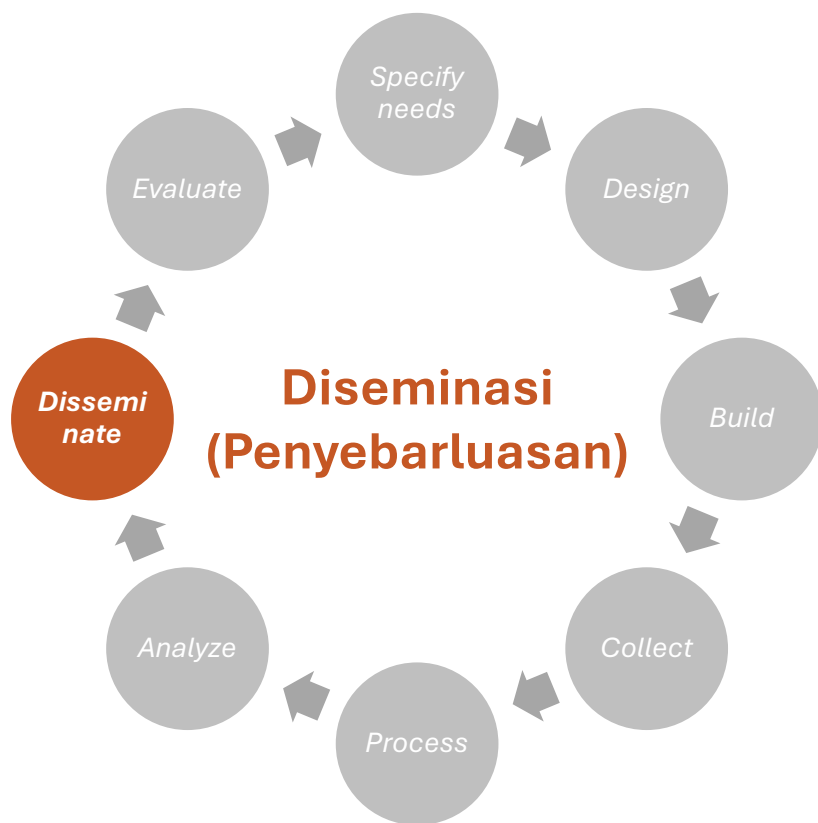 Specify
needs
Design
Build
Collect
Process
Analyze
Dissemi
nate
Evaluate
Diseminasi
(Penyebarluasan)